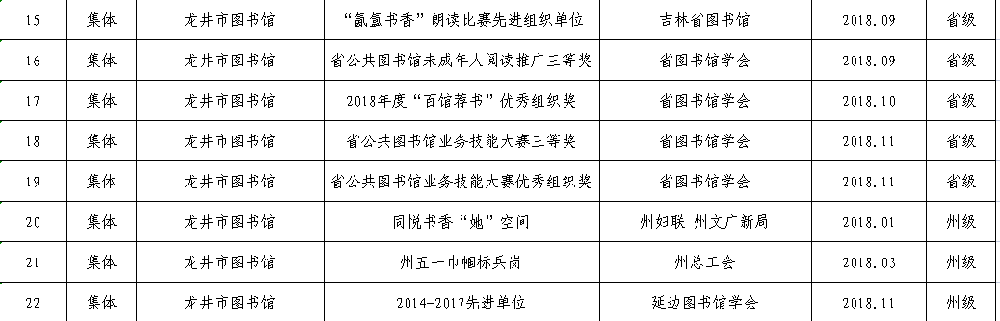 15 集体 龙井市图书馆 “氤氲书香”朗读比赛先进组织单位 吉林省图书馆 2018.09 省级
16 集体 龙井市图书馆 省公共图书馆未成年人阅读推广三等奖 省图书馆学会 2018.09 省级
17 集体 龙井市图书馆 2018年度“百馆荐书”优秀组织奖 省图书馆学会 2018.10 省级
18 集体 龙井市图书馆 省公共图书馆业务技能大赛三等奖 省图书馆学会 2018.11 省级
19 集体 龙井市图书馆 省公共图书馆业务技能大赛优秀组织奖 省图书馆学会 2018.11 省级
20 集体 龙井市图书馆 同悦书香“她”空间 州妇联 州文广新局 2018.01 州级
21 集体 龙井市图书馆 州五一巾帼标兵岗 州总工会 2018.03 州级
22 集体 龙井市图书馆 2014-2017先进单位 延边图书馆学会 2018.11 州级